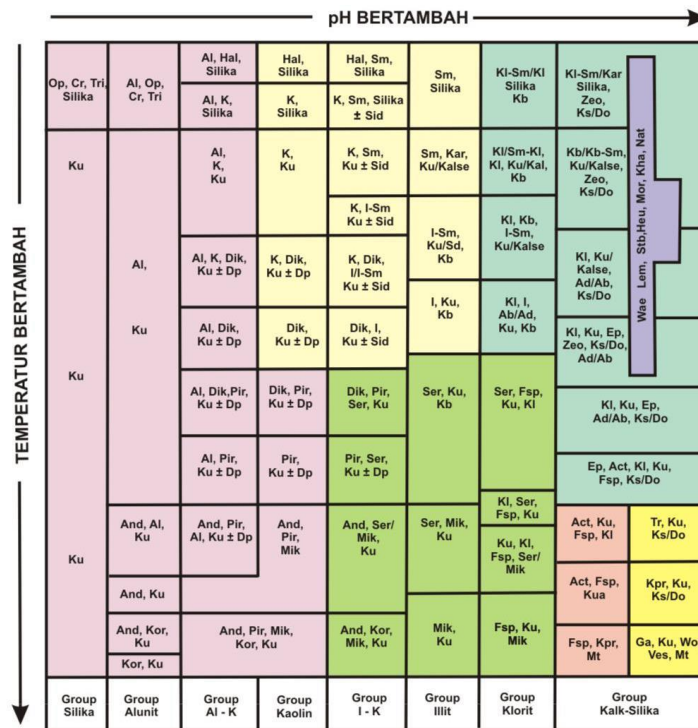 pH BERTAMBAH
TEMPERATUR BERTAMBAH
Op, Cr, Tri,
Silika
Ku
Ku
Ku
Al, Op,
Cr, Tri
Al,
Ku
And, Al,
Ku
And, Ku
And, Kor,
Ku
Kor, Ku
Al, Hal,
Silika
Al, K,
Silika
Al,
K,
Ku
Al, K, Dik,
Ku ± Dp
Al, Dik,
Ku ± Dp
Al, Dik,Pir,
Ku ± Dp
Al, Pir,
Ku ± Dp
And, Pir,
Al, Ku ± Dp
And, Pir, Mik,
Kor, Ku
Hal,
Silika
K,
Silika
K,
Ku
K, Dik,
Ku ± Dp
Dik,
Ku ± Dp
Dik, Pir,
Ku ± Dp
Pir,
Ku ± Dp
And,
Pir,
Mik
Hal, Sm,
Silika
K, Sm, Silika
± Sid
K, Sm,
Ku ± Sid
K, I-Sm
Ku ± Sid
K, Dik,
I/I-Sm
Ku ± Sid
Dik, I,
Ku ± Sid
Dik, Pir,
Ser, Ku
Pir, Ser,
Ku ± Dp
And, Ser/
Mik,
Ku
And, Kor,
Mik, Ku
Sm,
Silika
Sm, Kar,
Ku/Kalse
I-Sm,
Ku/Sd,
Kb
I, Ku,
Kb
Ser, Ku,
Kb
Ser, Mik,
Ku
Mik,
Ku
Kl-Sm/Kl
Silika
Kb
Kl/Sm-Kl,
Kl, Ku/Kal,
Kb
Kl, Kb,
I-Sm,
Ku/Kalse
Kl, I,
Ab/Ad,
Ku, Kb
Ser, Fsp,
Ku, Kl
Kl, Ser,
Fsp, Ku
Ku, Kl,
Fsp, Ser/
Mik
Fsp, Ku,
Mik
Kl-Sm/Kar
Silika,
Zeo,
Ks/Do
Kb/Kb-Sm,
Ku/Kalse,
Zeo,
Ks/Do
Kl, Ku/
Kalse,
Ad/Ab,
Ks/Do
Kl, Ku, Ep,
Zeo, Ks/Do,
Ad/Ab
Wae Lem, Stb,Heu, Mor, Kha, Nat
Kl, Ku, Ep,
Ad/Ab, Ks/Do
Ep, Act, Kl, Ku,
Fsp, Ks/Do
Act, Ku,
Fsp, Kl
Tr, Ku,
Ks/Do
Act, Fsp,
Kua
Kpr, Ku,
Ks/Do
Fsp, Kpr,
Mt
Ga, Ku, Wo
Ves, Mt
Group
Silika
Group
Alunit
Group
Al - K
Group
Kaolin
Group
I - K
Group
Illit
Group
Klorit
Group
Kalk-Silika